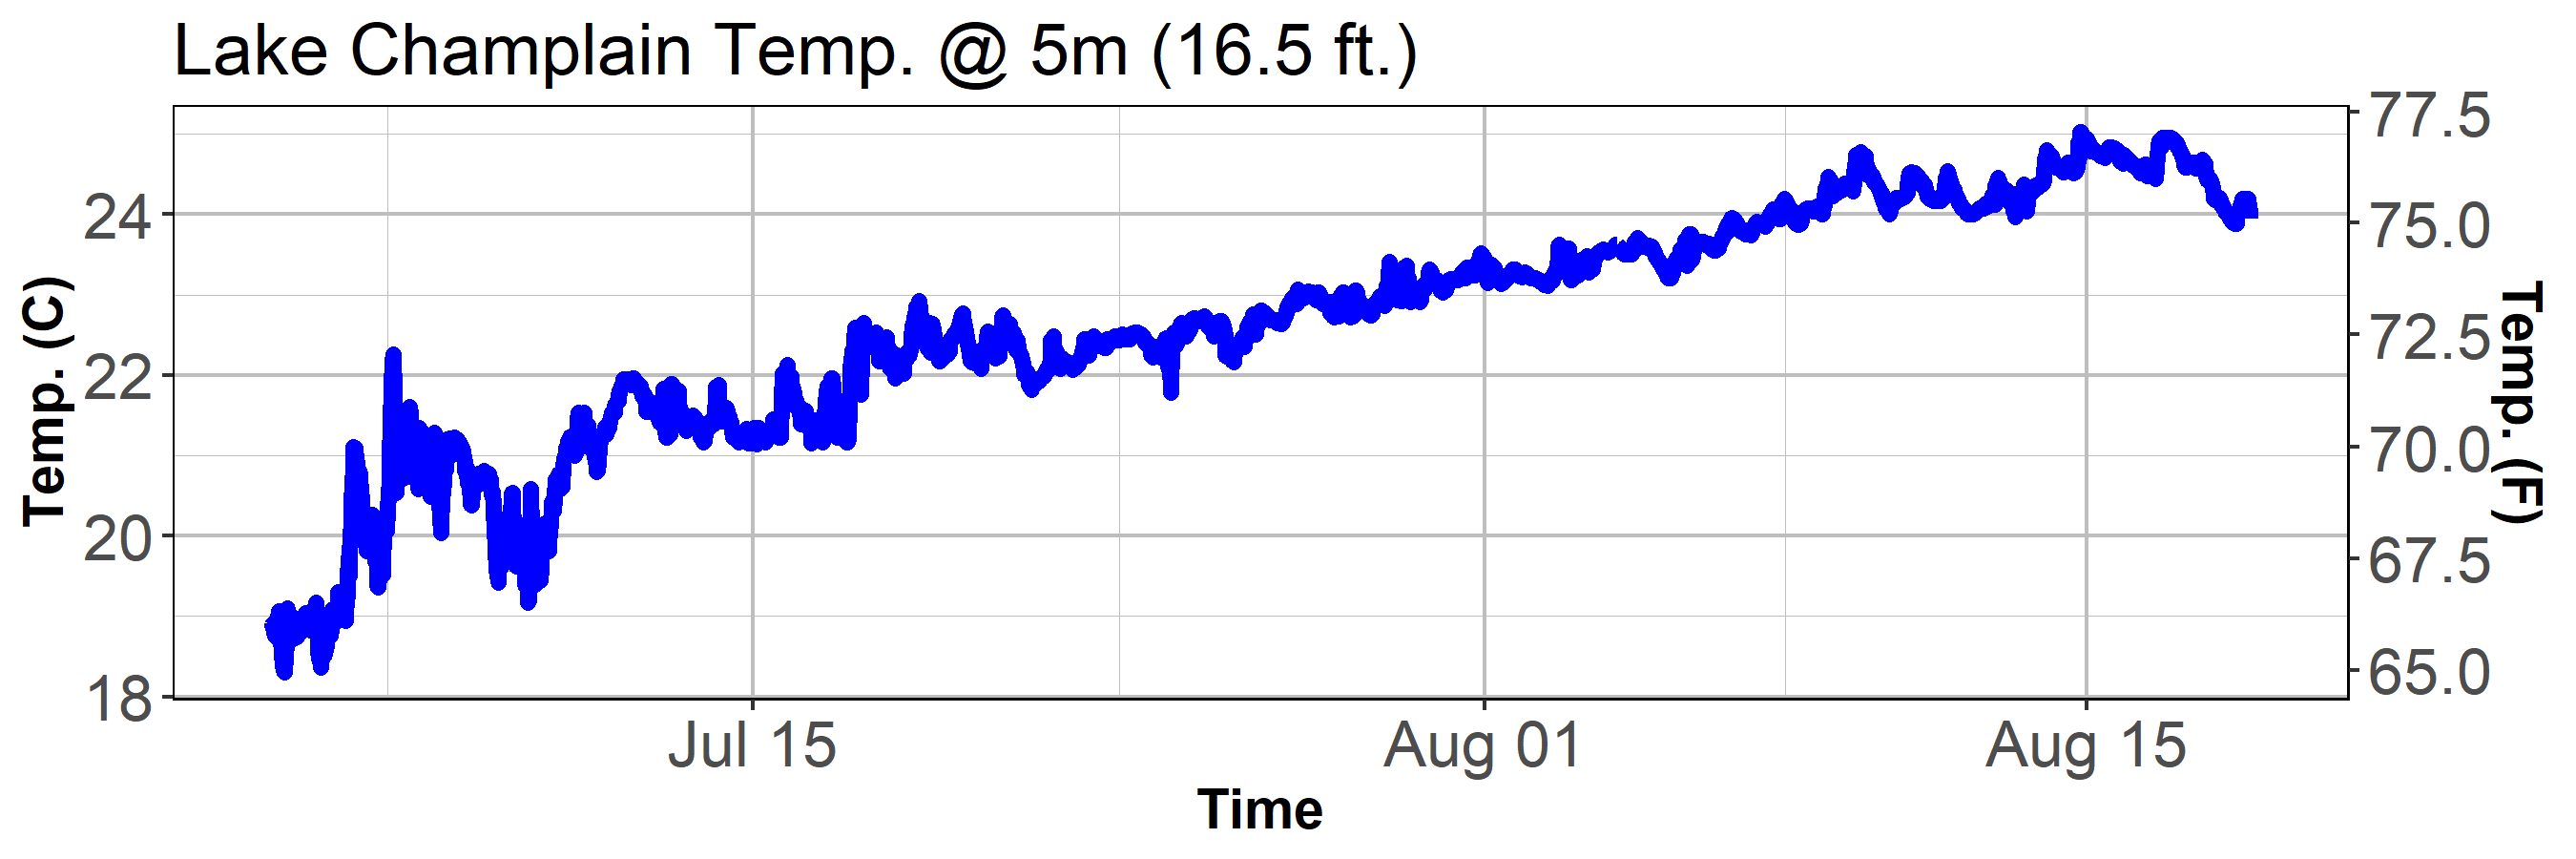 Lake Champlain Temp. @ 5m (16.5 ft.)
Temp. (C)
24
22
20
18
77.5
75.0
72.5
70.0
67.5
65.0
Temp. (F)
Jul 15
Aug 01
Aug 15
Time